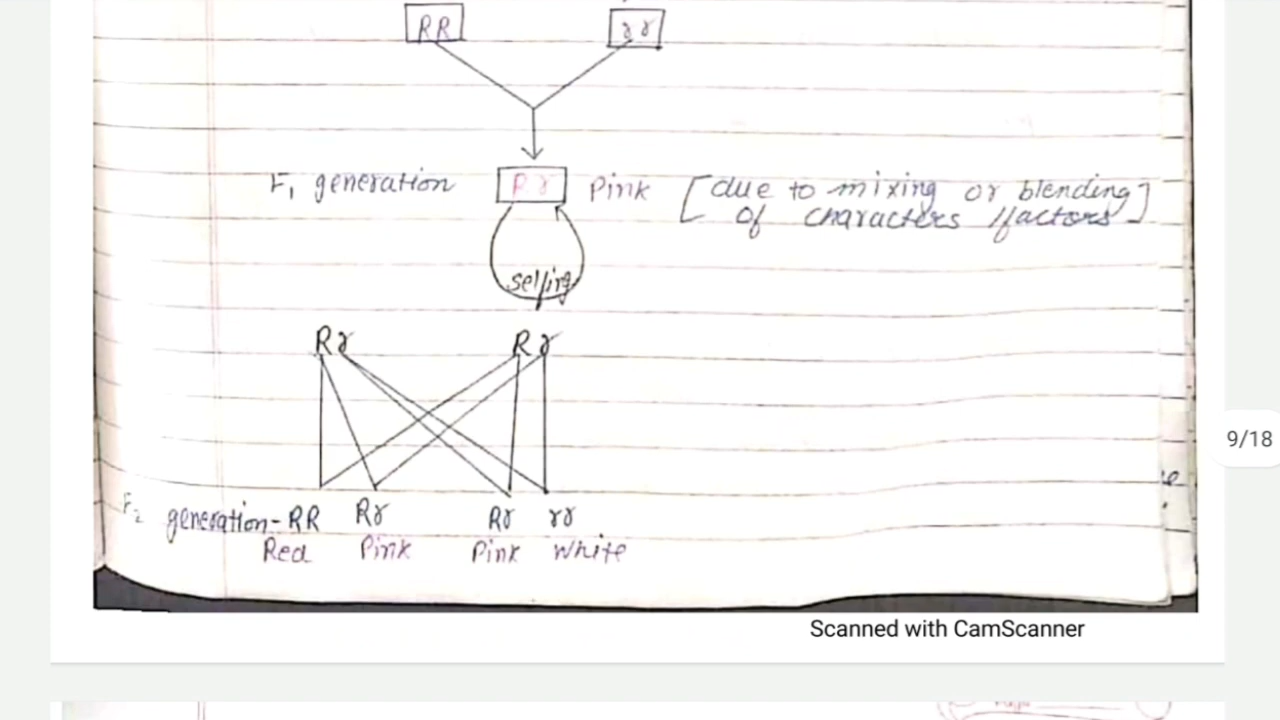 RR rr
F1 generation Rr Pink [due to mixing or blending]
of characters /factors
selfing
Rr Rr
F2 generation- RR Rr Rr rr
Red Pink Pink White
9/18
Scanned with CamScanner